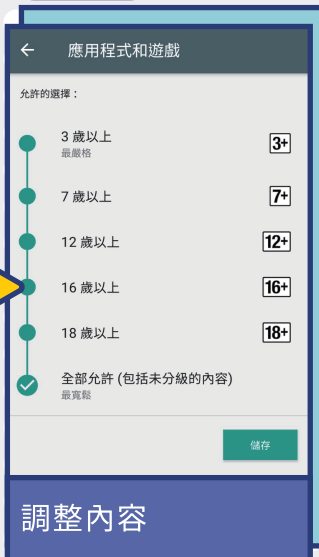 應用程式和遊戲
允許的選擇：
3 歲以上 3+
最嚴格
7 歲以上 7+
12 歲以上 12+
16 歲以上 16+
18 歲以上 18+
全部允許 (包括未分級的內容)
最寬鬆
儲存
調整內容